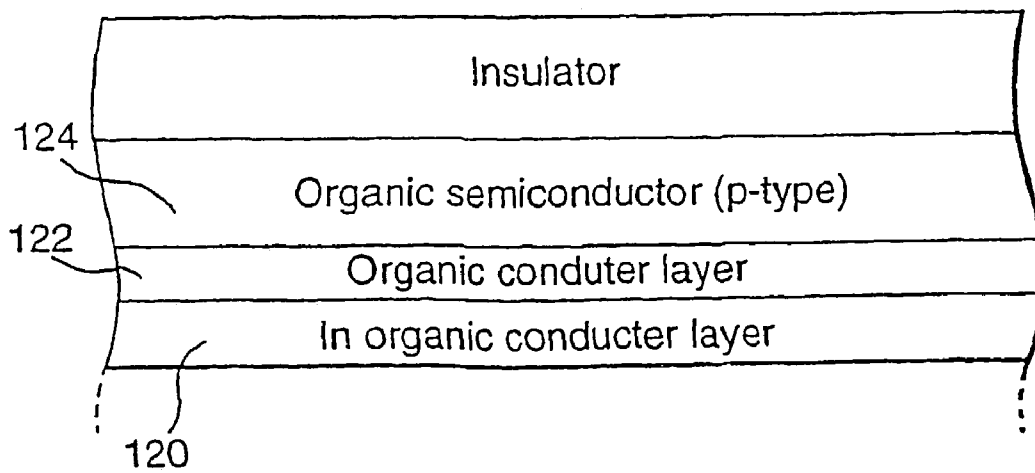 Insulator
124
Organic semiconductor (p-type)
122
Organic conduter layer
In organic conducter layer
120